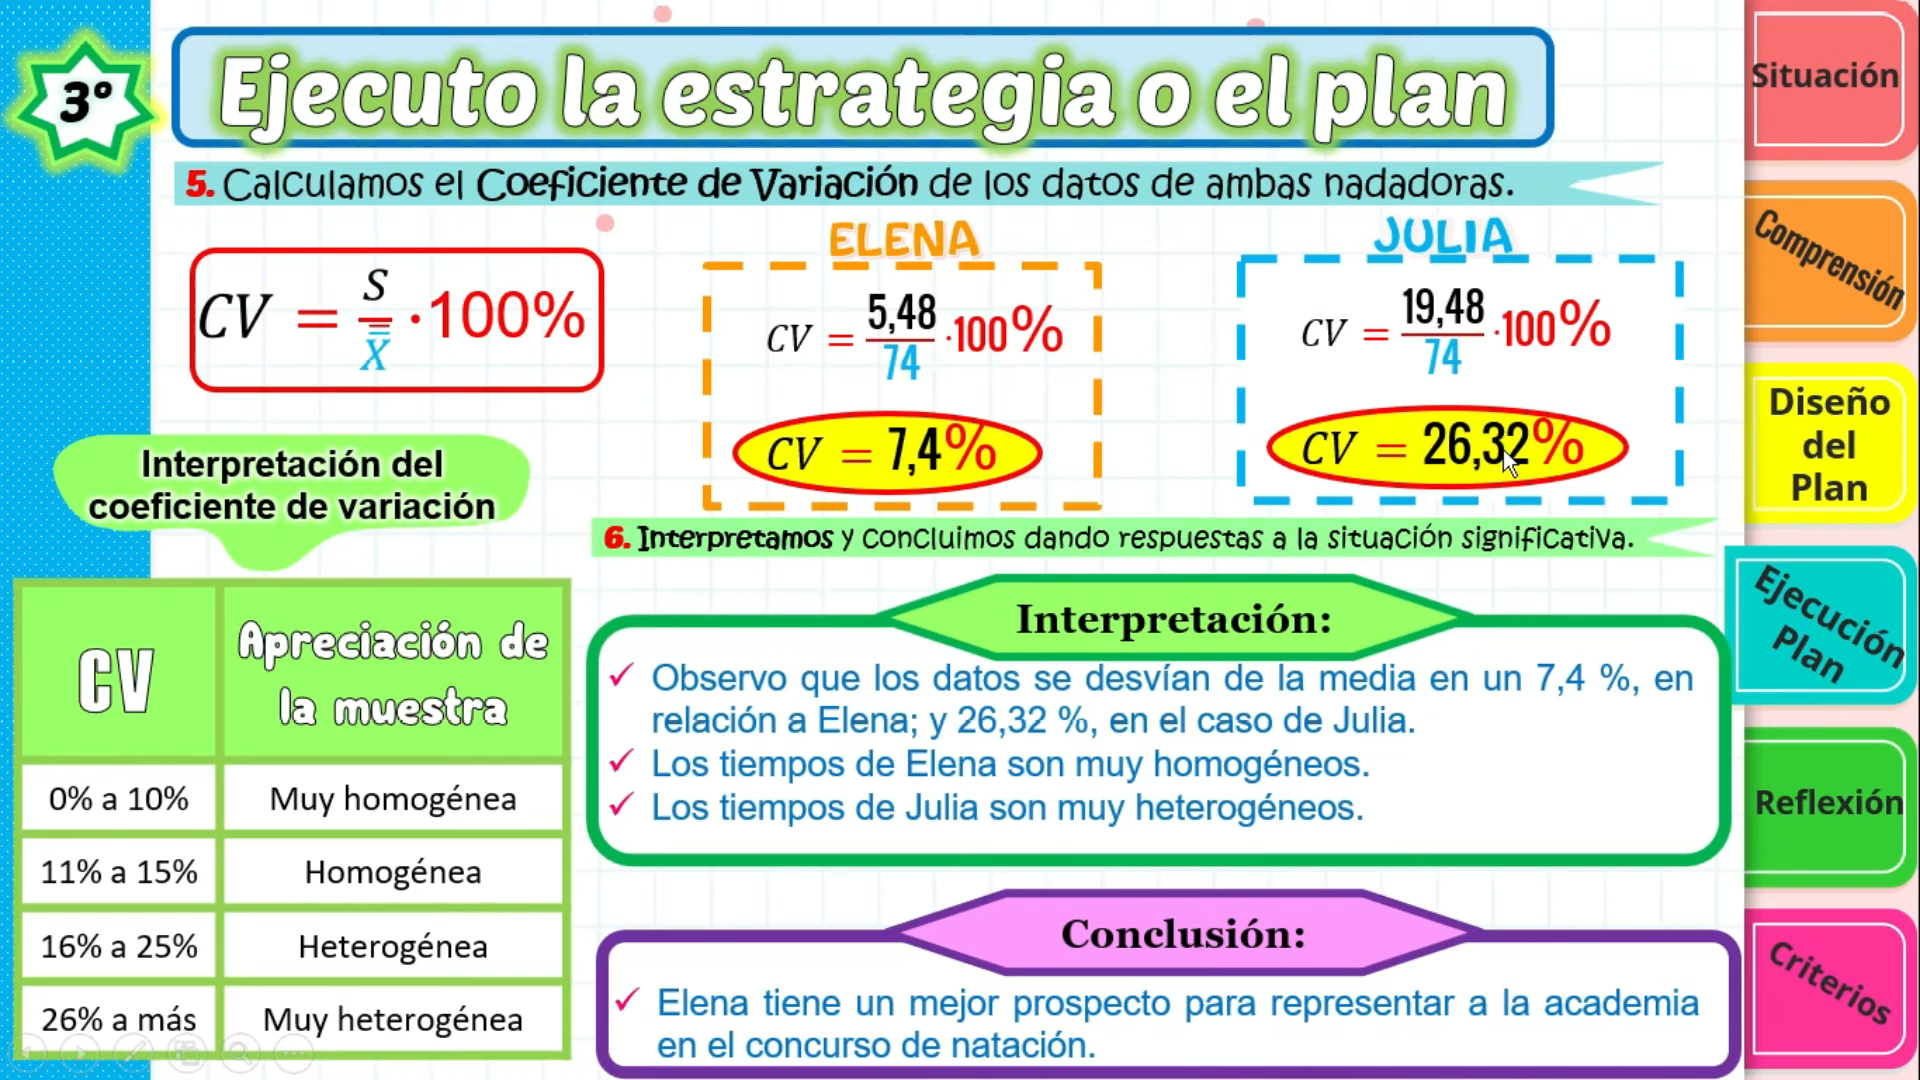 3°
Ejecuto la estrategia o el plan
5. Calculamos el Coeficiente de Variación de los datos de ambas nadadoras.
CV = S/x̄ ·100%
ELENA
CV = 5,48/74 ·100%
CV = 7,4%
JULIA
CV = 19,48/74 ·100%
CV = 26,32%
Interpretación del
coeficiente de variación
CV
Apreciación de
la muestra
0% a 10% Muy homogénea
11% a 15% Homogénea
16% a 25% Heterogénea
26% a más Muy heterogénea
6. Interpretamos y concluimos dando respuestas a la situación significativa.
Interpretación:
✓ Observo que los datos se desvían de la media en un 7,4 %, en
relación a Elena; y 26,32 %, en el caso de Julia.
✓ Los tiempos de Elena son muy homogéneos.
✓ Los tiempos de Julia son muy heterogéneos.
Conclusión:
✓ Elena tiene un mejor prospecto para representar a la academia
en el concurso de natación.
Situación
Comprensión
Diseño
del
Plan
Ejecución
Plan
Reflexión
Criterios